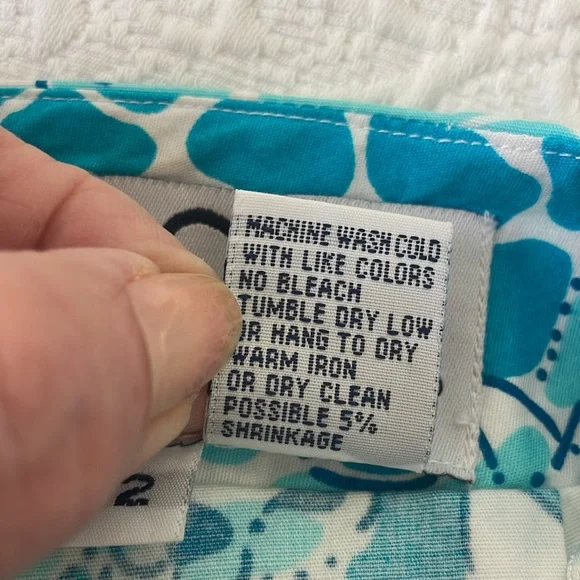 MACHINE WASH COLD
WITH LIKE COLORS
NO BLEACH
TUMBLE DRY LOW
OR HANG TO DRY
WARM IRON
OR DRY CLEAN
POSSIBLE 5%
SHRINKAGE
2